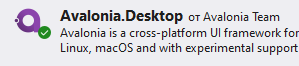 Avalonia.Desktop от Avalonia Team
Avalonia is a cross-platform UI framework for
Linux, macOS and with experimental support